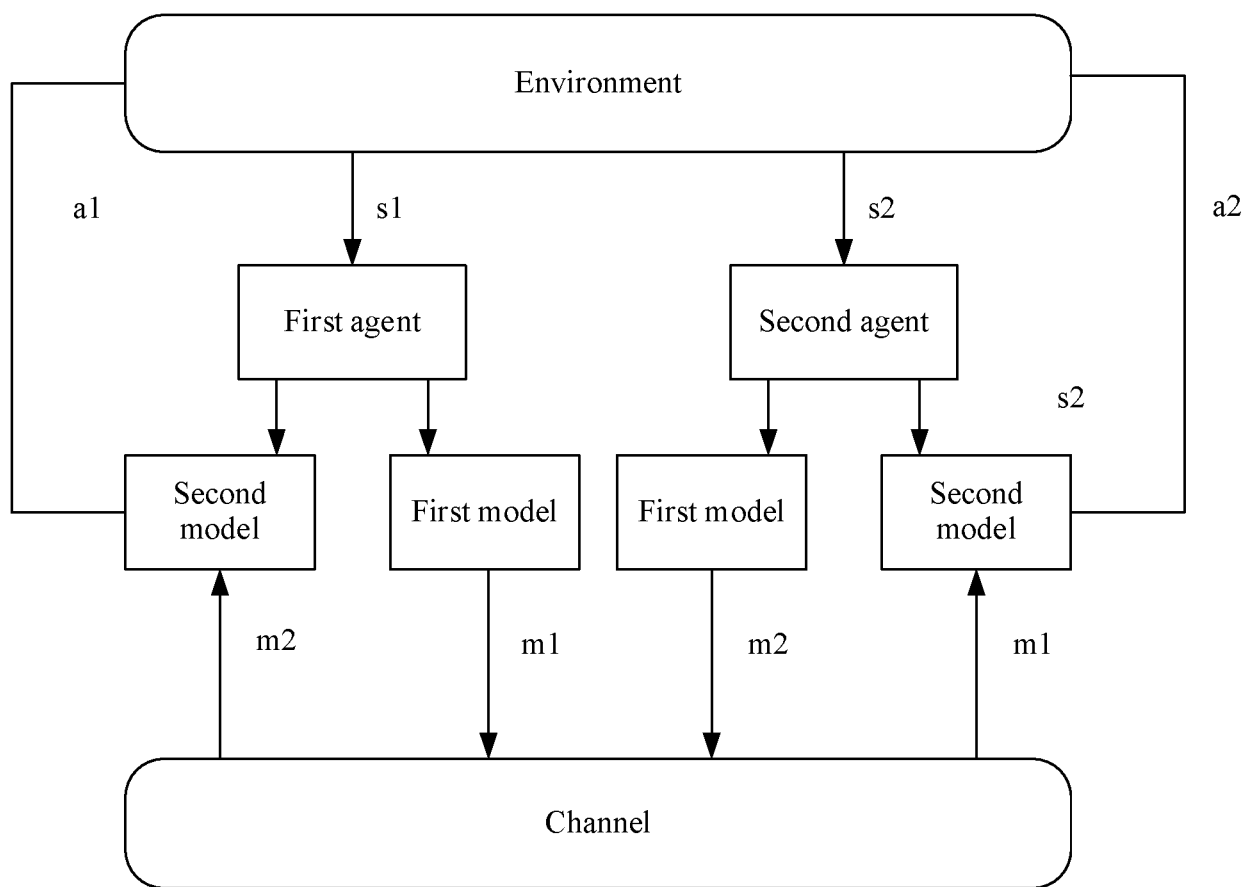 Environment
a1
s1
s2
a2
First agent
Second agent
s2
Second
model
First model
First model
Second
model
m2
m1
m2
m1
Channel